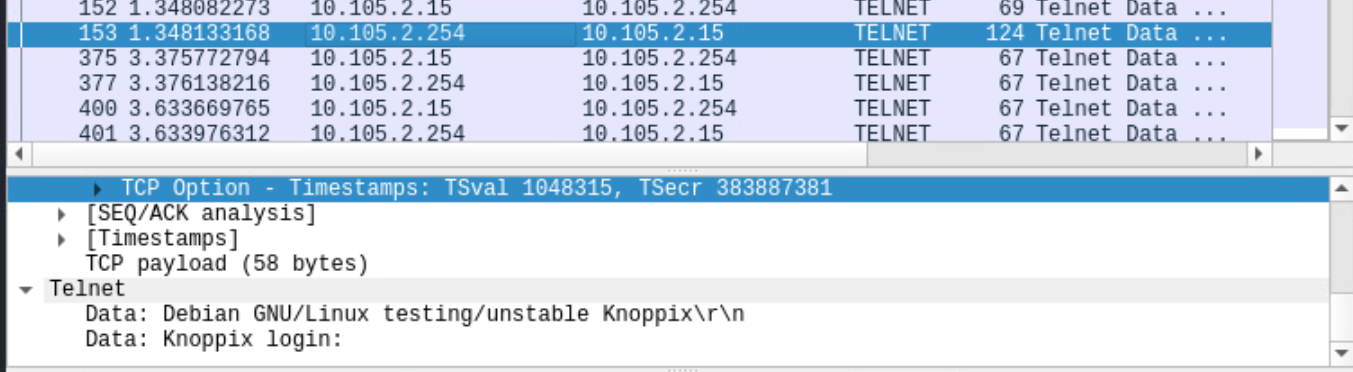 152 1.348082273 10.105.2.15 10.105.2.254 TELNET 69 Telnet Data ...
153 1.348133168 10.105.2.254 10.105.2.15 TELNET 124 Telnet Data ...
375 3.375772794 10.105.2.15 10.105.2.254 TELNET 67 Telnet Data ...
377 3.376138216 10.105.2.254 10.105.2.15 TELNET 67 Telnet Data ...
400 3.633669765 10.105.2.15 10.105.2.254 TELNET 67 Telnet Data ...
401 3.633976312 10.105.2.254 10.105.2.15 TELNET 67 Telnet Data ...
TCP Option - Timestamps: TSval 1048315, TSecr 383887381
[SEQ/ACK analysis]
[Timestamps]
TCP payload (58 bytes)
Telnet
Data: Debian GNU/Linux testing/unstable Knoppix\r\n
Data: Knoppix login: